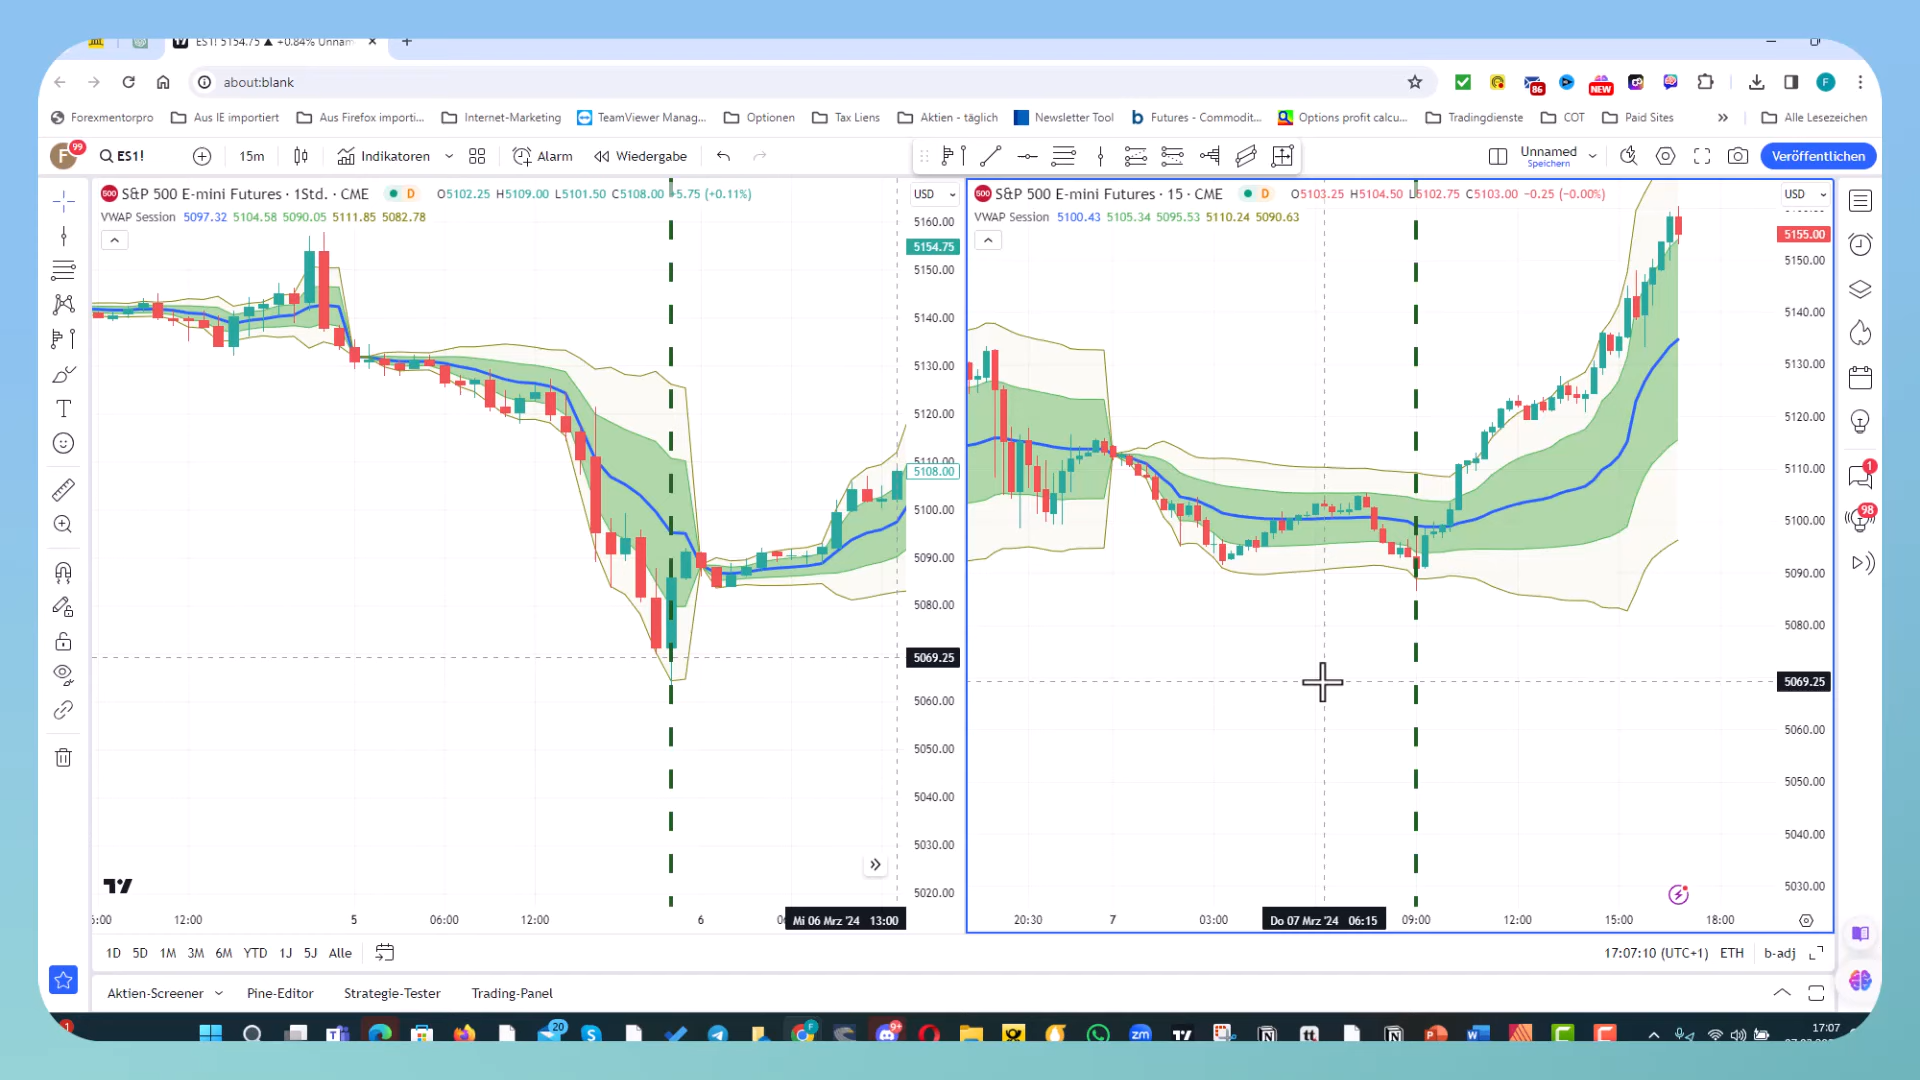 ES1! 5154.75 ▲ +0.84% Unnam
about:blank
86
NEW
F
Forexmentorpro
Aus IE importiert
Aus Firefox importi...
Internet-Marketing
TeamViewer Manag...
Optionen
Tax Liens
Aktien - täglich
Newsletter Tool
Futures - Commodit...
Options profit calcu...
Tradingdienste
COT
Paid Sites
»
Alle Lesezeichen
F
99
ES1!
15m
Indikatoren
Alarm
Wiedergabe
Unnamed
Speichern
Veröffentlichen
S&P 500 E-mini Futures · 1Std. · CME
D
O5102.25 H5109.00 L5101.50 C5108.00 +5.75 (+0.11%)
USD
VWAP Session 5097.32 5104.58 5090.05 5111.85 5082.78
5160.00
5154.75
5150.00
5140.00
5130.00
5120.00
5110.00
5108.00
5100.00
5090.00
5080.00
5069.25
5060.00
5050.00
5040.00
5030.00
5020.00
12:00
5
06:00
12:00
6
Mi 06 Mrz '24 13:00
S&P 500 E-mini Futures · 15 · CME
D
O5103.25 H5104.50 L5102.75 C5103.00 −0.25 (−0.00%)
USD
VWAP Session 5100.43 5105.34 5095.53 5110.24 5090.63
5155.00
5150.00
5140.00
5130.00
5120.00
5110.00
5100.00
5090.00
5080.00
5069.25
5060.00
5050.00
5040.00
5030.00
20:30
7
03:00
Do 07 Mrz '24 06:15
09:00
12:00
15:00
18:00
1
98
1D 5D 1M 3M 6M YTD 1J 5J Alle
17:07:10 (UTC+1) ETH b-adj
Aktien-Screener
Pine-Editor
Strategie-Tester
Trading-Panel
1
20
17:07